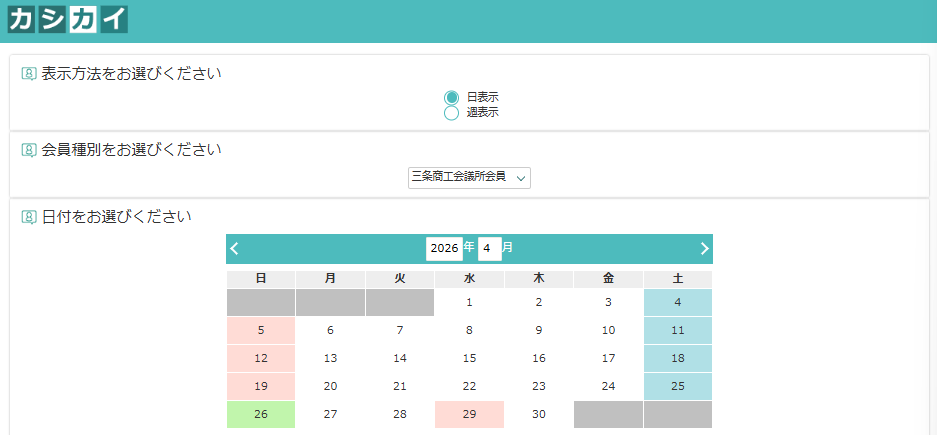 カシカイ
表示方法をお選びください
日表示
週表示
会員種別をお選びください
三条商工会議所会員
日付をお選びください
2026年 4 月
日 月 火 水 木 金 土
1 2 3 4
5 6 7 8 9 10 11
12 13 14 15 16 17 18
19 20 21 22 23 24 25
26 27 28 29 30